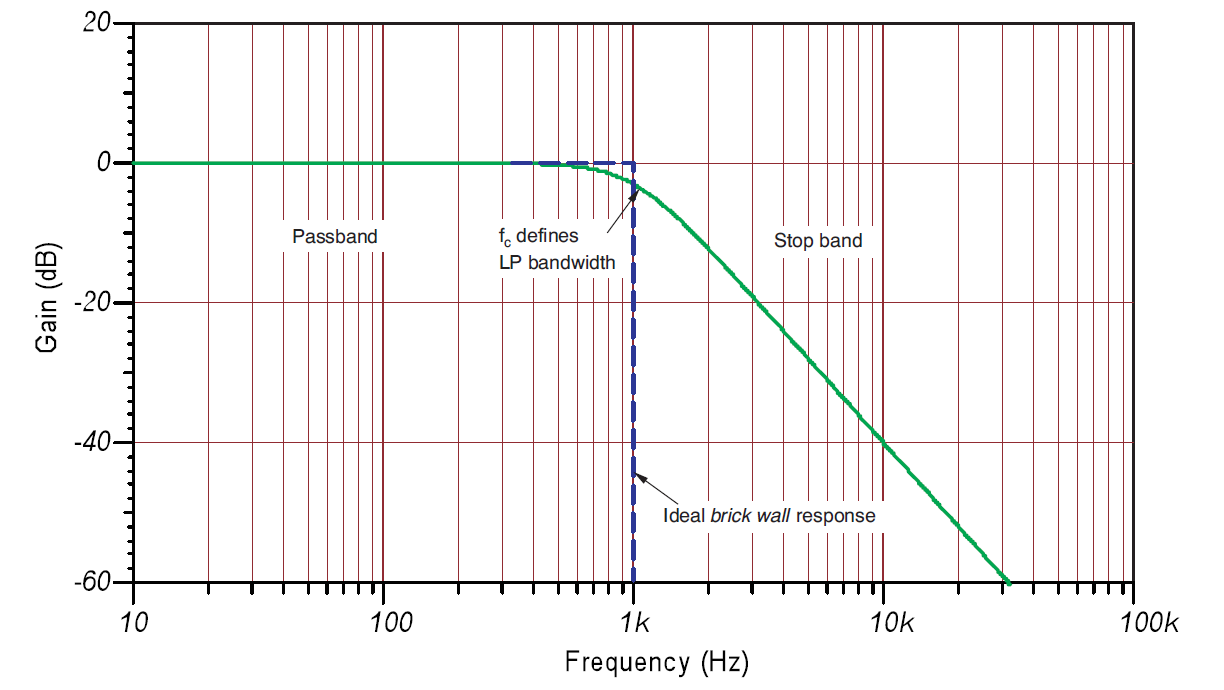 20
0
-20
-40
-60
Gain (dB)
Passband
fc defines
LP bandwidth
Stop band
Ideal brick wall response
10
100
1k
10k
100k
Frequency (Hz)